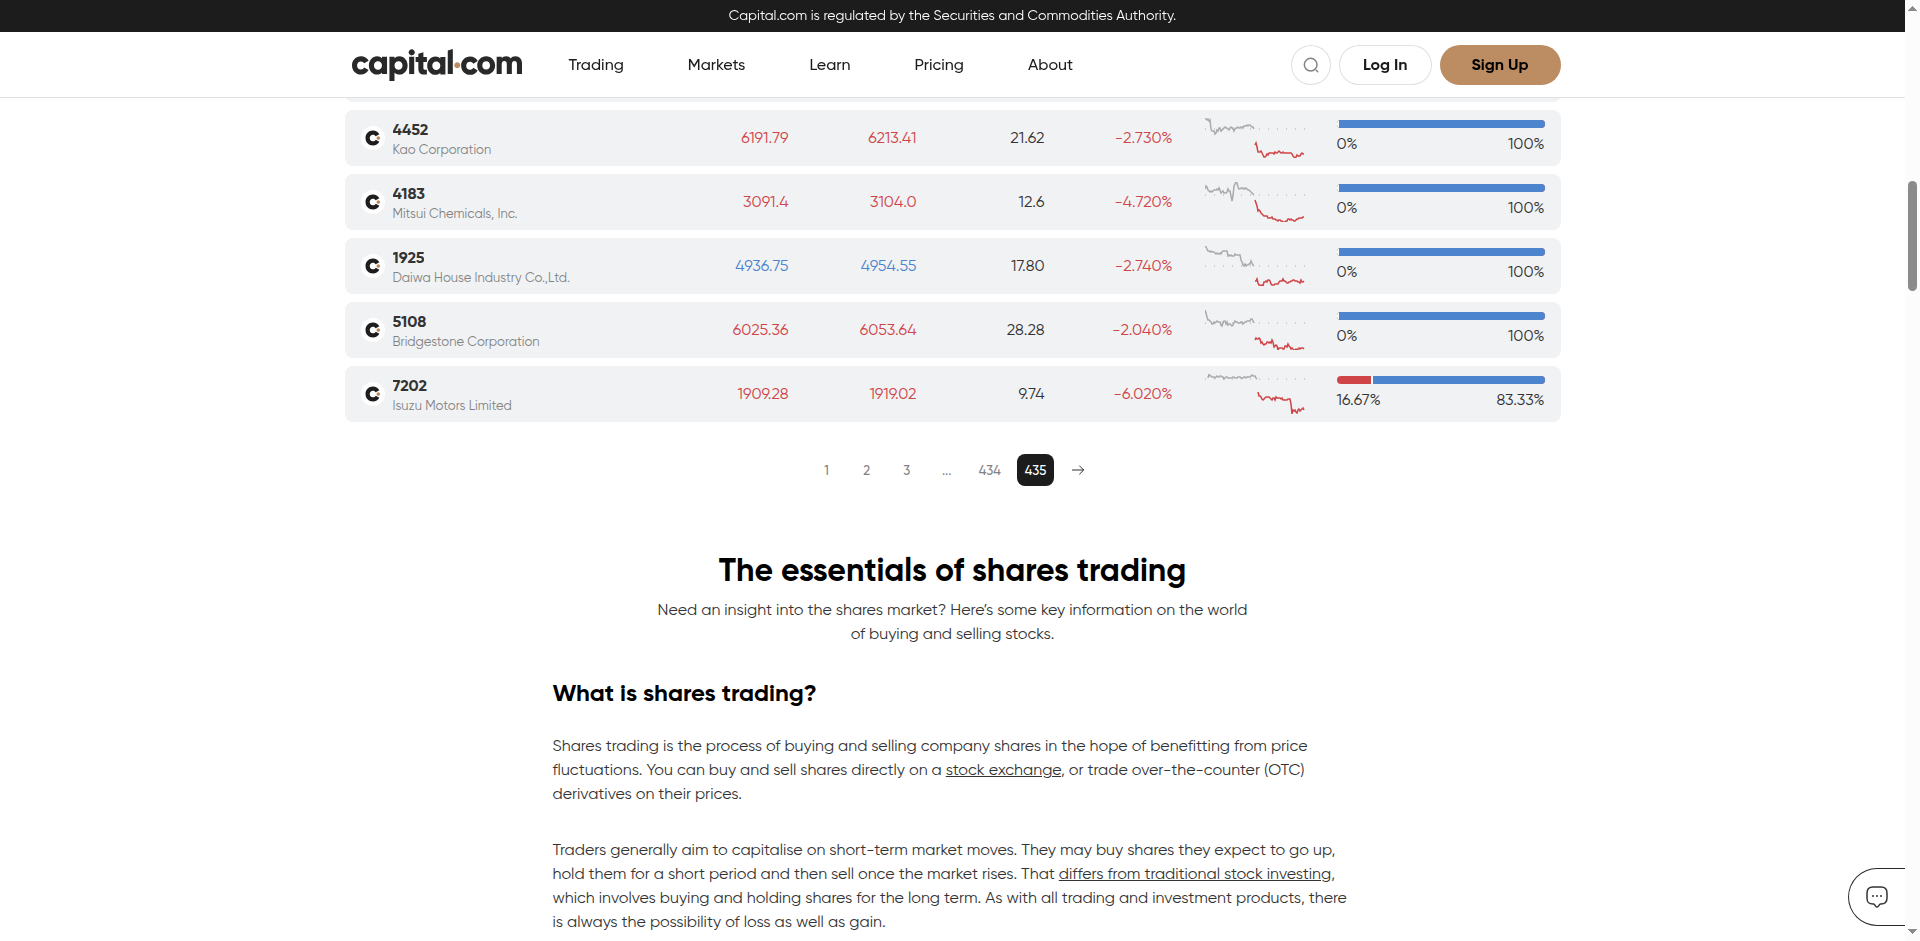 Capital.com is regulated by the Securities and Commodities Authority.
capital.com Trading Markets Learn Pricing About Log In Sign Up
4452
Kao Corporation
6191.79 6213.41 21.62 -2.730% 0% 100%
4183
Mitsui Chemicals, Inc.
3091.4 3104.0 12.6 -4.720% 0% 100%
1925
Daiwa House Industry Co.,Ltd.
4936.75 4954.55 17.80 -2.740% 0% 100%
5108
Bridgestone Corporation
6025.36 6053.64 28.28 -2.040% 0% 100%
7202
Isuzu Motors Limited
1909.28 1919.02 9.74 -6.020% 16.67% 83.33%
1 2 3 ... 434 435
The essentials of shares trading
Need an insight into the shares market? Here’s some key information on the world
of buying and selling stocks.
What is shares trading?
Shares trading is the process of buying and selling company shares in the hope of benefitting from price
fluctuations. You can buy and sell shares directly on a stock exchange, or trade over-the-counter (OTC)
derivatives on their prices.
Traders generally aim to capitalise on short-term market moves. They may buy shares they expect to go up,
hold them for a short period and then sell once the market rises. That differs from traditional stock investing,
which involves buying and holding shares for the long term. As with all trading and investment products, there
is always the possibility of loss as well as gain.